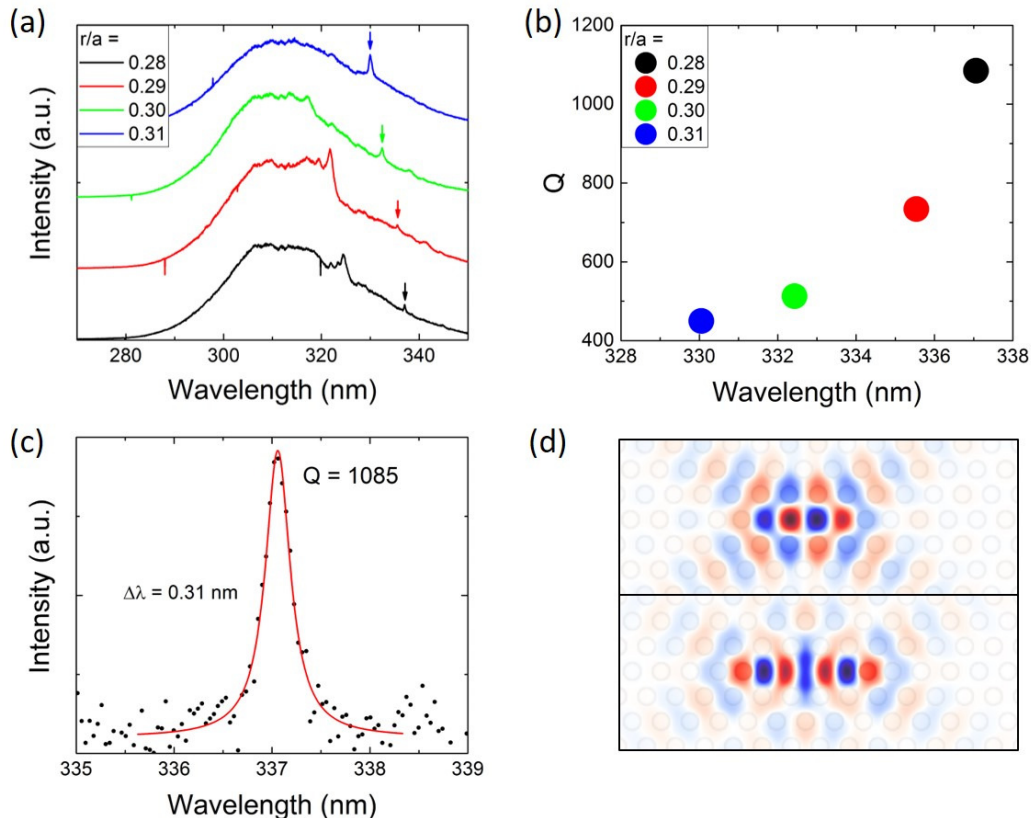 (a)
r/a =
0.28
0.29
0.30
0.31
Intensity (a.u.)
280
300
320
340
Wavelength (nm)
(b)
r/a =
0.28
0.29
0.30
0.31
Q
1200
1000
800
600
400
328
330
332
334
336
338
Wavelength (nm)
(c)
Q = 1085
Δλ = 0.31 nm
Intensity (a.u.)
335
336
337
338
339
Wavelength (nm)
(d)